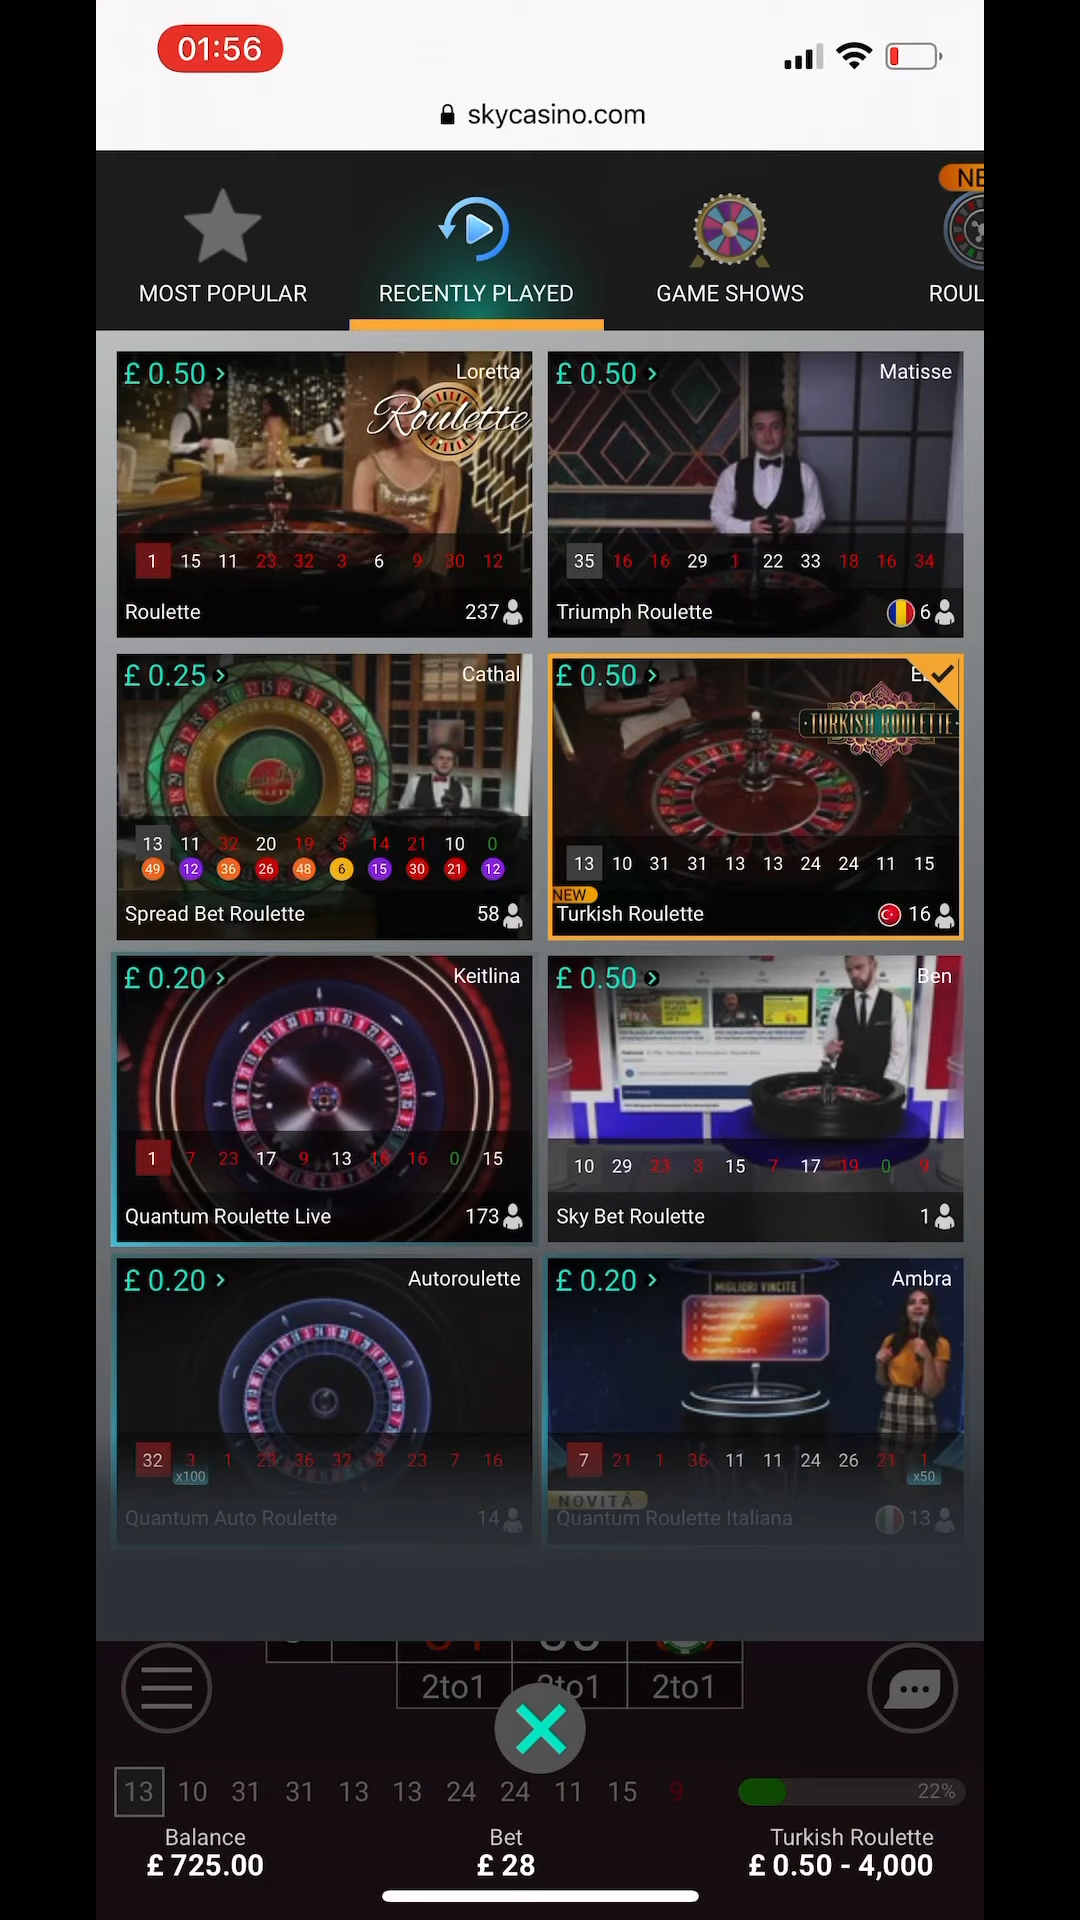 01:56
skycasino.com
NE
MOST POPULAR
RECENTLY PLAYED
GAME SHOWS
ROUL
£ 0.50 >
Loretta
Roulette
1 15 11 23 32 3 6 9 30 12
Roulette
237
£ 0.50 >
Matisse
35 16 16 29 1 22 33 18 16 34
Triumph Roulette
6
£ 0.25 >
Cathal
13 11 32 20 19 3 14 21 10 0
49 12 36 26 48 6 15 30 21 12
Spread Bet Roulette
58
£ 0.50 >
·TURKISH ROULETTE·
13 10 31 31 13 13 24 24 11 15
NEW
Turkish Roulette
16
£ 0.20 >
Keitlina
1 7 23 17 9 13 18 16 0 15
Quantum Roulette Live
173
£ 0.50 >
Ben
10 29 23 3 15 7 17 19 0 9
Sky Bet Roulette
1
£ 0.20 >
Autoroulette
32 3 1 23 36 32 3 23 7 16
x100
Quantum Auto Roulette
14
£ 0.20 >
Ambra
MIGLIORI VINCITE
7 21 1 36 11 11 24 26 21 1
x50
NOVITÁ
Quantum Roulette Italiana
13
2to1 2to1 2to1
13 10 31 31 13 13 24 24 11 15 9
22%
Balance
£ 725.00
Bet
£ 28
Turkish Roulette
£ 0.50 - 4,000